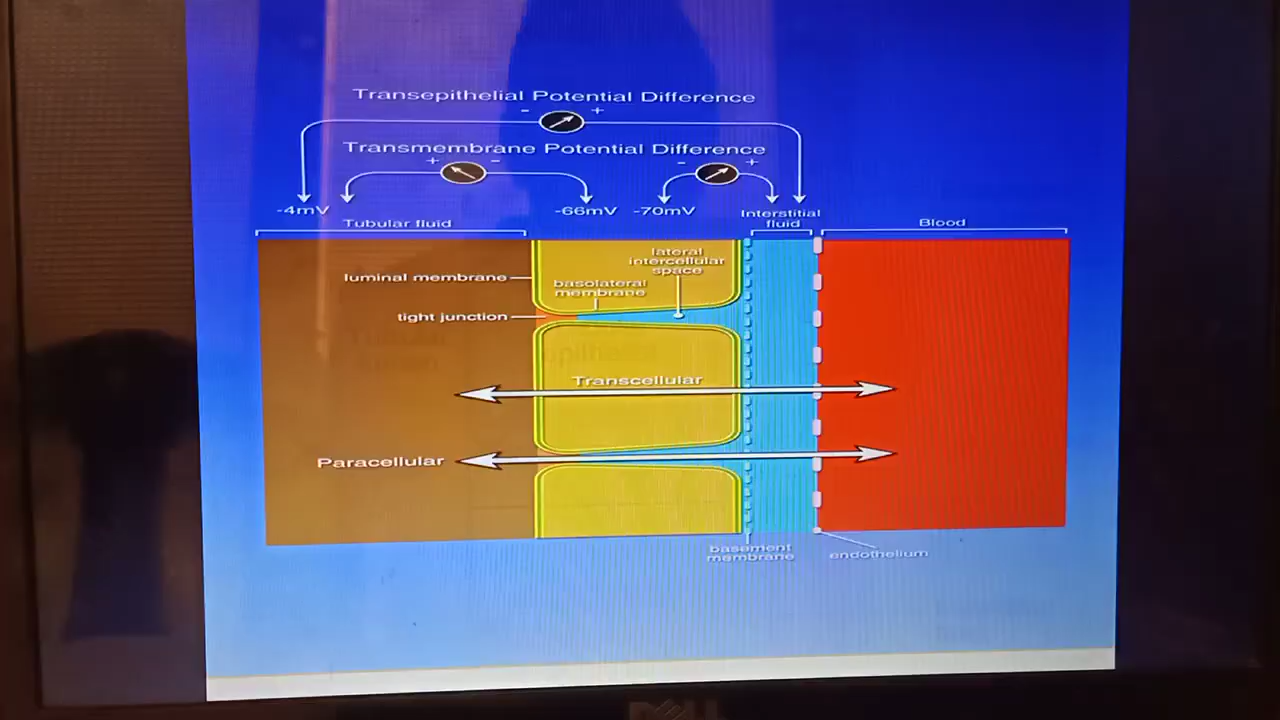 Transepithelial Potential Difference
- +
Transmembrane Potential Difference
+ - - +
-4mV -66mV -70mV
Tubular fluid
Interstitial
fluid
Blood
luminal membrane
lateral
intercellular
space
basolateral
membrane
tight junction
Transcellular
Paracellular
basement
membrane
endothelium
DELL